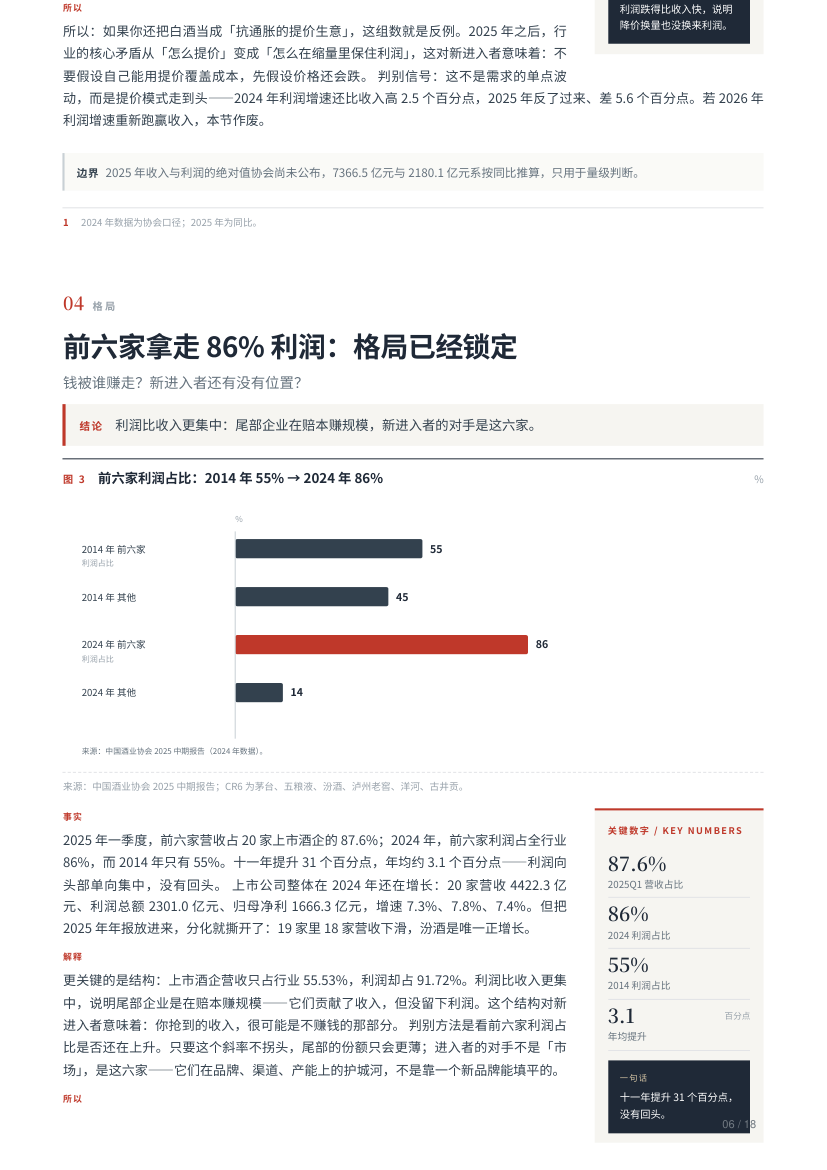 所以
所以：如果你还把白酒当成「抗通胀的提价生意」，这组数就是反例。2025 年之后，行
业的核心矛盾从「怎么提价」变成「怎么在缩量里保住利润」，这对新进入者意味着：不
要假设自己能用提价覆盖成本，先假设价格还会跌。 判别信号：这不是需求的单点波
动，而是提价模式走到头——2024 年利润增速还比收入高 2.5 个百分点，2025 年反了过来、差 5.6 个百分点。若 2026 年
利润增速重新跑赢收入，本节作废。
利润跌得比收入快，说明
降价换量也没换来利润。
边界 2025 年收入与利润的绝对值协会尚未公布，7366.5 亿元与 2180.1 亿元系按同比推算，只用于量级判断。
1 2024 年数据为协会口径；2025 年为同比。
04 格局
前六家拿走 86% 利润：格局已经锁定
钱被谁赚走？新进入者还有没有位置？
结论 利润比收入更集中：尾部企业在赔本赚规模，新进入者的对手是这六家。
图 3 前六家利润占比：2014 年 55% → 2024 年 86%
%
%
2014 年 前六家
利润占比
55
2014 年 其他
45
2024 年 前六家
利润占比
86
2024 年 其他
14
来源：中国酒业协会 2025 中期报告（2024 年数据）。
来源：中国酒业协会 2025 中期报告；CR6 为茅台、五粮液、汾酒、泸州老窖、洋河、古井贡。
事实
2025 年一季度，前六家营收占 20 家上市酒企的 87.6%；2024 年，前六家利润占全行业
86%，而 2014 年只有 55%。十一年提升 31 个百分点，年均约 3.1 个百分点——利润向
头部单向集中，没有回头。 上市公司整体在 2024 年还在增长：20 家营收 4422.3 亿
元、利润总额 2301.0 亿元、归母净利 1666.3 亿元，增速 7.3%、7.8%、7.4%。但把
2025 年年报放进来，分化就撕开了：19 家里 18 家营收下滑，汾酒是唯一正增长。
解释
更关键的是结构：上市酒企营收只占行业 55.53%，利润却占 91.72%。利润比收入更集
中，说明尾部企业是在赔本赚规模——它们贡献了收入，但没留下利润。这个结构对新
进入者意味着：你抢到的收入，很可能是不赚钱的那部分。 判别方法是看前六家利润占
比是否还在上升。只要这个斜率不拐头，尾部的份额只会更薄；进入者的对手不是「市
场」，是这六家——它们在品牌、渠道、产能上的护城河，不是靠一个新品牌能填平的。
所以
关键数字 / KEY NUMBERS
87.6%
2025Q1 营收占比
86%
2024 利润占比
55%
2014 利润占比
3.1 百分点
年均提升
一句话
十一年提升 31 个百分点，
没有回头。
06 / 18